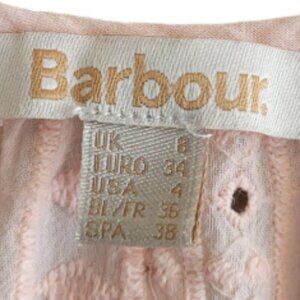 Barbour.
UK 8
EURO 34
USA 4
BL/FR 36
SPA 38